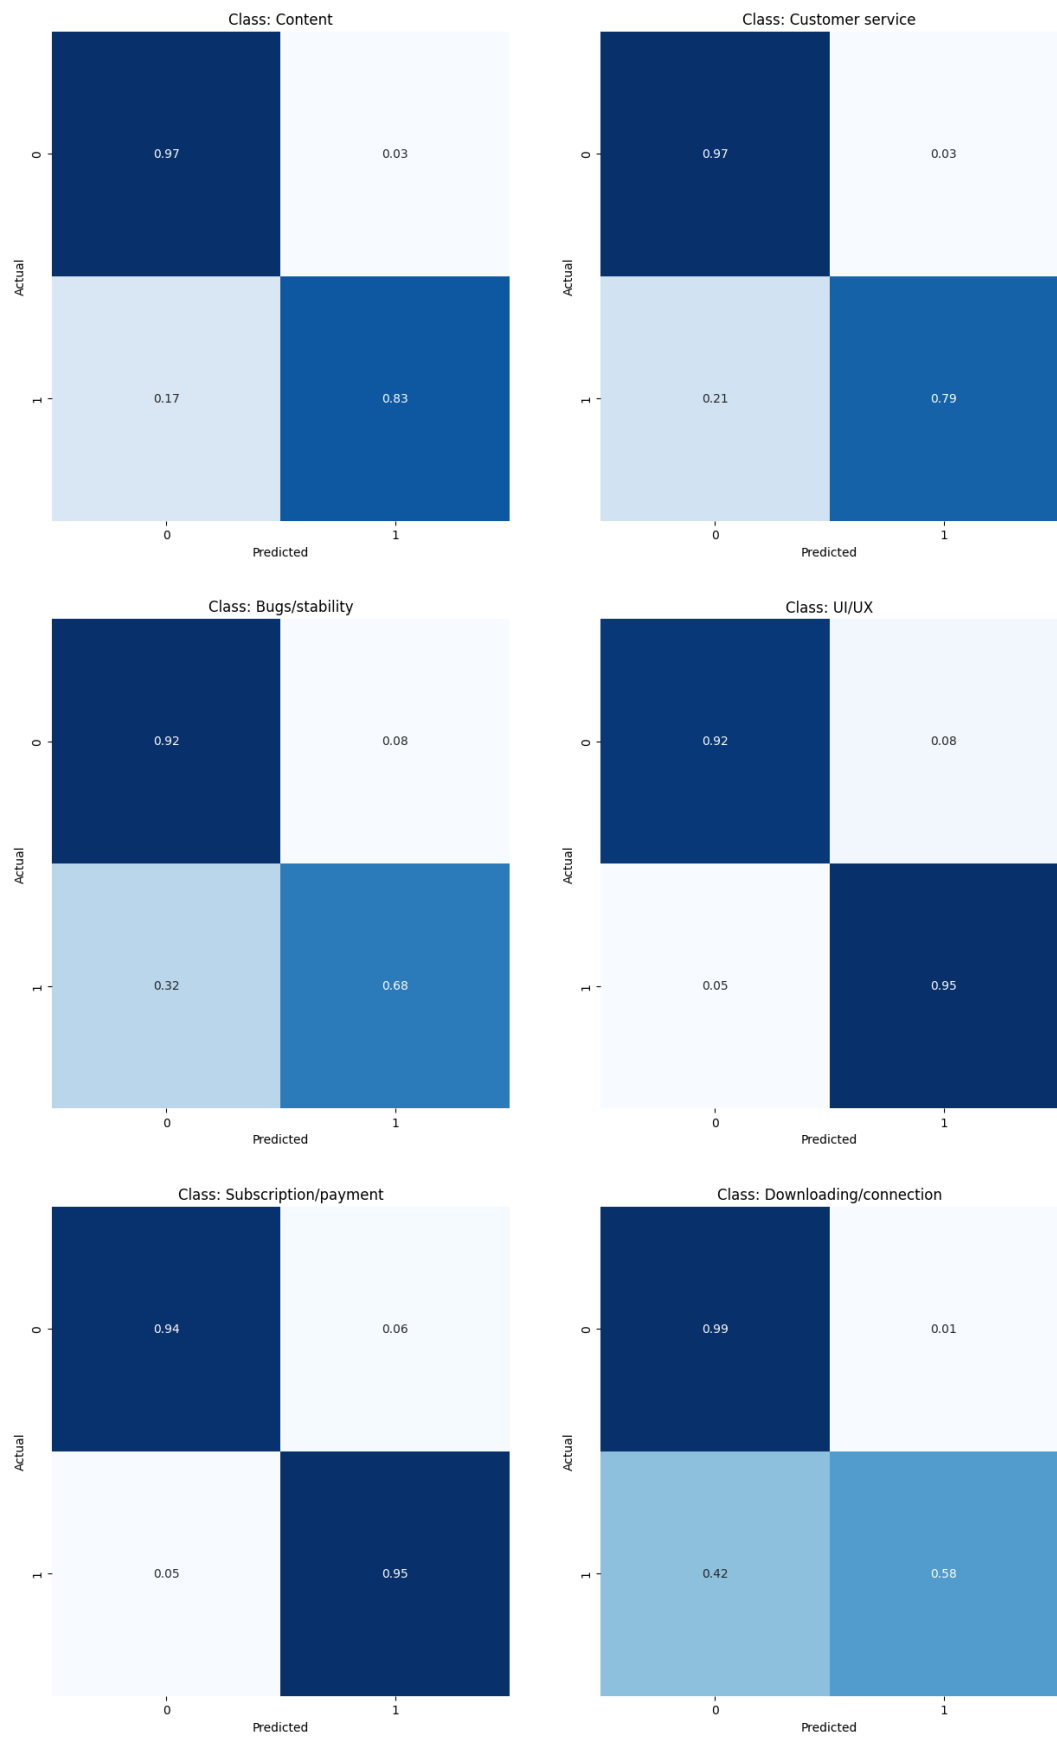 Class: Content
0
0.97
0.03
Actual
1
0.17
0.83
0
1
Predicted
Class: Customer service
0
0.97
0.03
Actual
1
0.21
0.79
0
1
Predicted
Class: Bugs/stability
0
0.92
0.08
Actual
1
0.32
0.68
0
1
Predicted
Class: UI/UX
0
0.92
0.08
Actual
1
0.05
0.95
0
1
Predicted
Class: Subscription/payment
0
0.94
0.06
Actual
1
0.05
0.95
0
1
Predicted
Class: Downloading/connection
0
0.99
0.01
Actual
1
0.42
0.58
0
1
Predicted